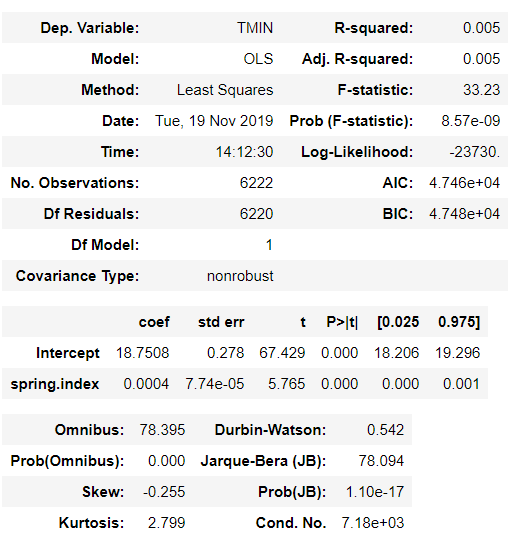 Dep. Variable: TMIN R-squared: 0.005
Model: OLS Adj. R-squared: 0.005
Method: Least Squares F-statistic: 33.23
Date: Tue, 19 Nov 2019 Prob (F-statistic): 8.57e-09
Time: 14:12:30 Log-Likelihood: -23730.
No. Observations: 6222 AIC: 4.746e+04
Df Residuals: 6220 BIC: 4.748e+04
Df Model: 1
Covariance Type: nonrobust
coef std err t P>|t| [0.025 0.975]
Intercept 18.7508 0.278 67.429 0.000 18.206 19.296
spring.index 0.0004 7.74e-05 5.765 0.000 0.000 0.001
Omnibus: 78.395 Durbin-Watson: 0.542
Prob(Omnibus): 0.000 Jarque-Bera (JB): 78.094
Skew: -0.255 Prob(JB): 1.10e-17
Kurtosis: 2.799 Cond. No. 7.18e+03